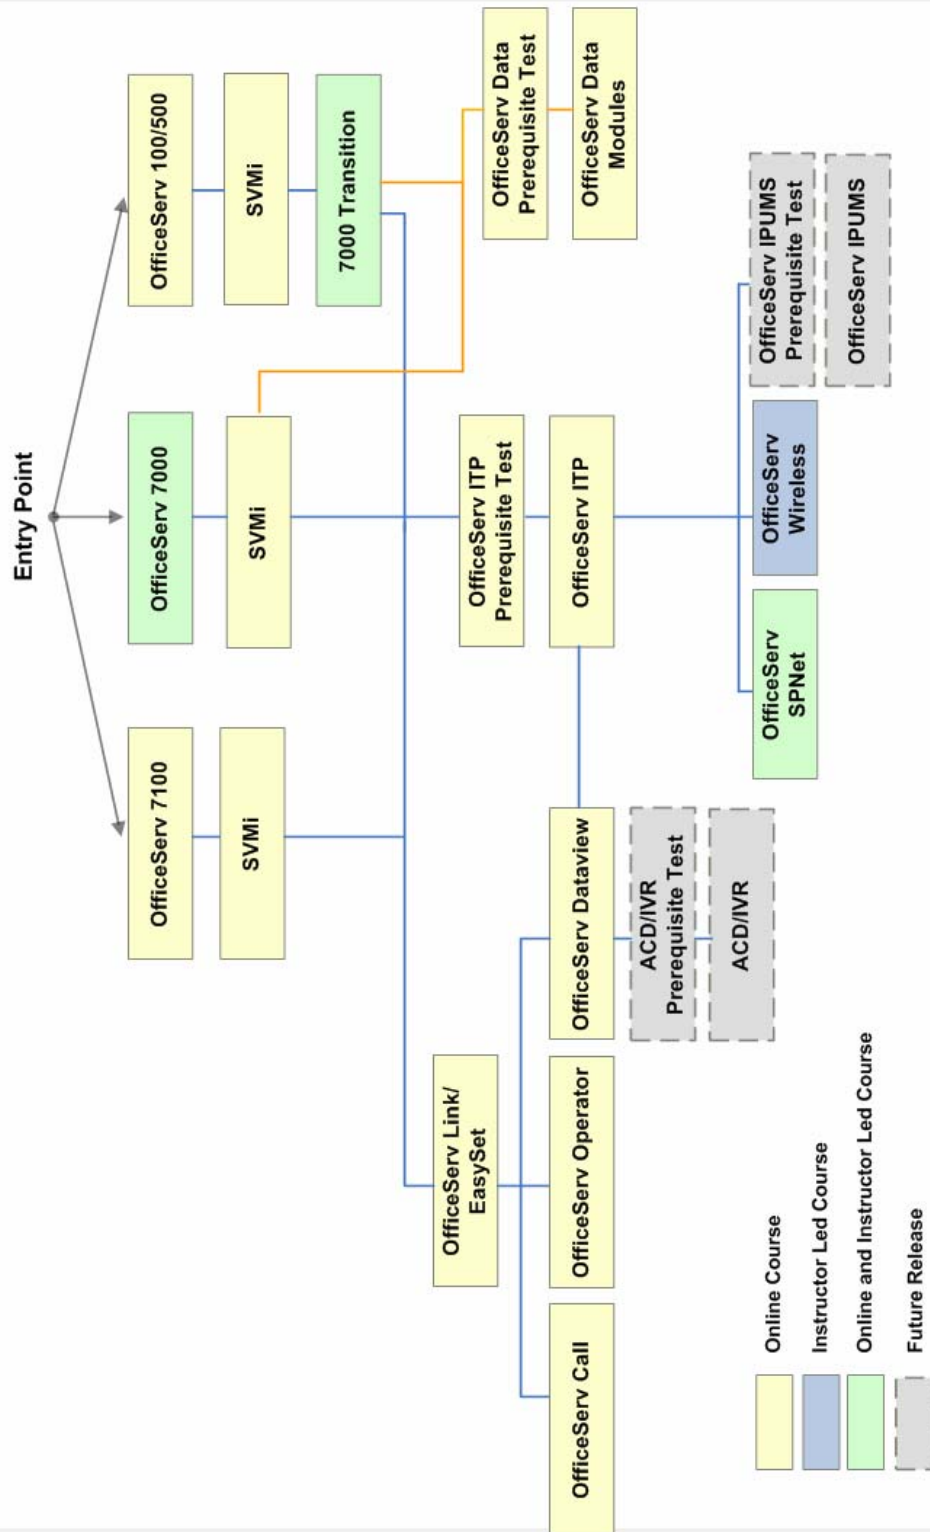 Entry Point
OfficeServ 7100
SVMi
OfficeServ 7000
SVMi
OfficeServ 100/500
SVMi
7000 Transition
OfficeServ Link/
EasySet
OfficeServ ITP
Prerequisite Test
OfficeServ Data
Prerequisite Test
OfficeServ Call
OfficeServ Operator
OfficeServ Dataview
OfficeServ ITP
OfficeServ Data
Modules
ACD/IVR
Prerequisite Test
ACD/IVR
OfficeServ
SPNet
OfficeServ
Wireless
OfficeServ IPUMS
Prerequisite Test
OfficeServ IPUMS
Online Course
Instructor Led Course
Online and Instructor Led Course
Future Release